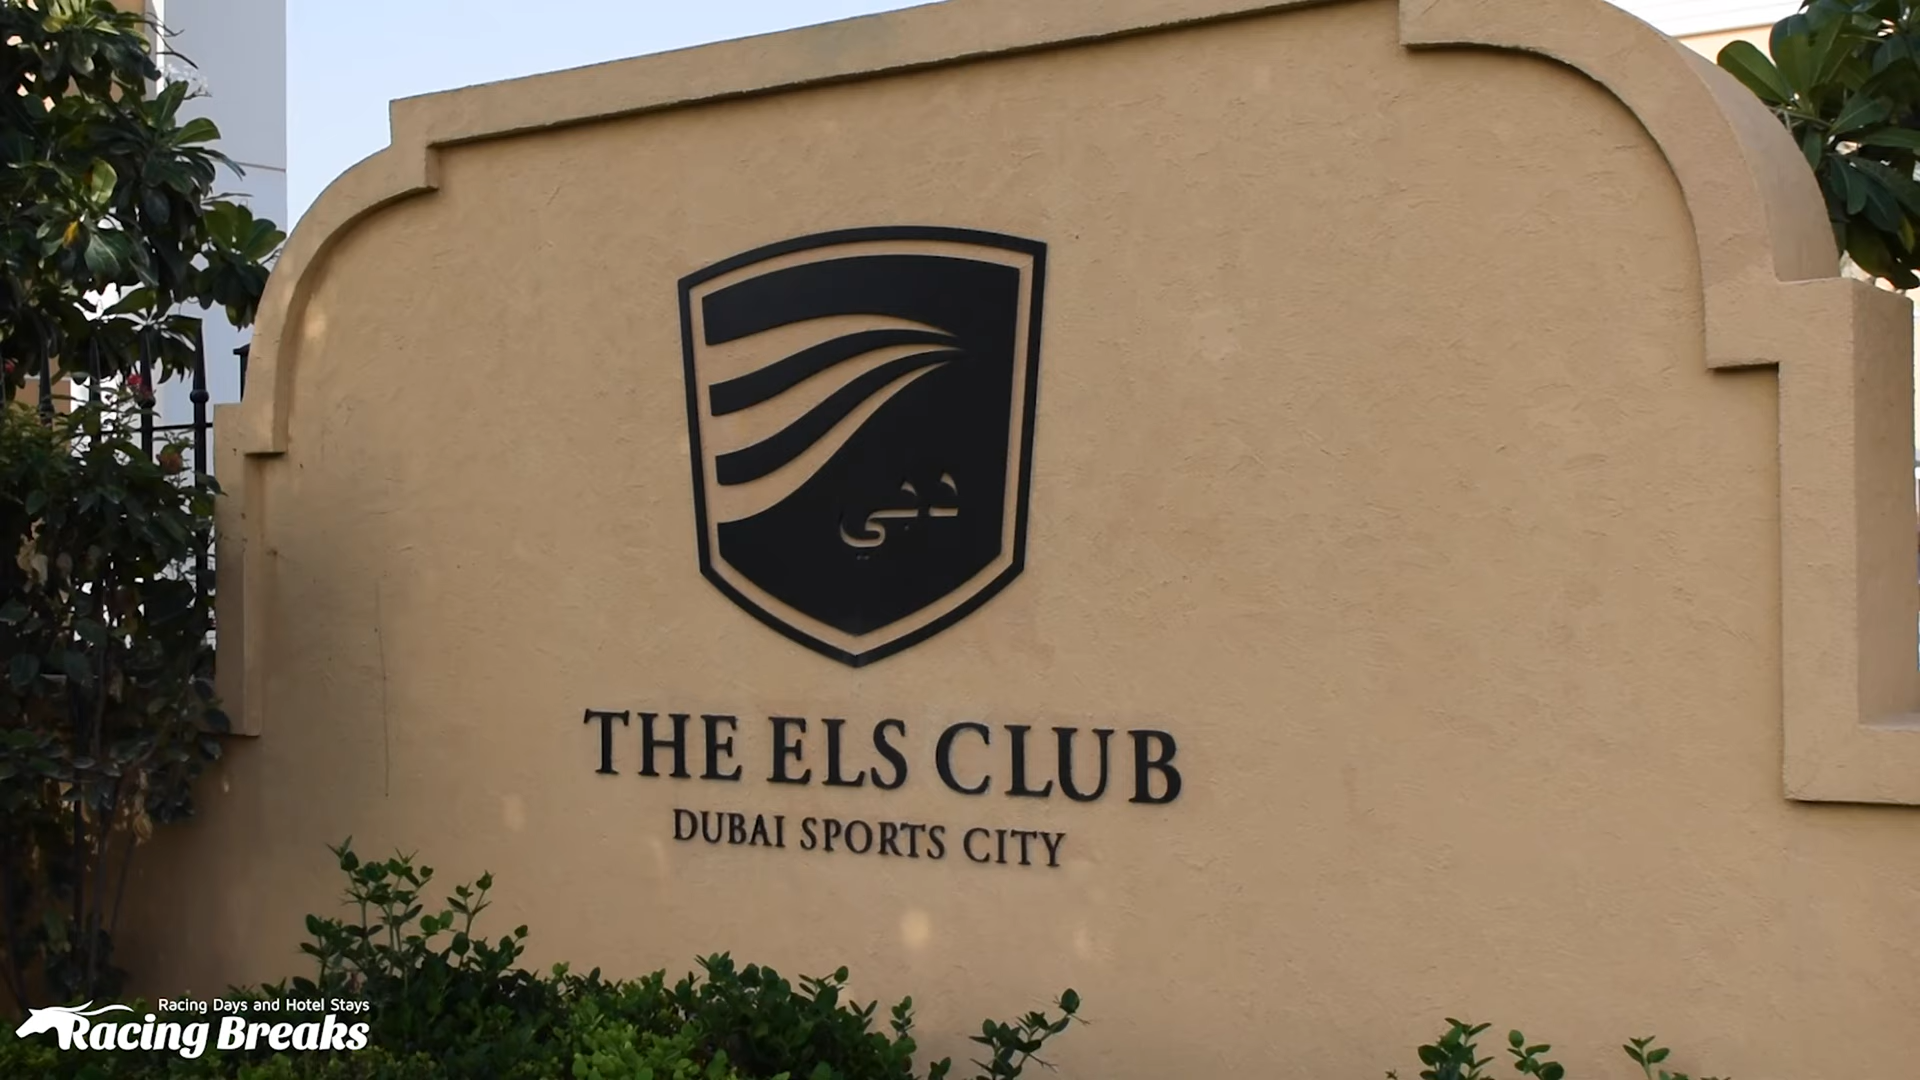 دبي
THE ELS CLUB
DUBAI SPORTS CITY
Racing Days and Hotel Stays
Racing Breaks